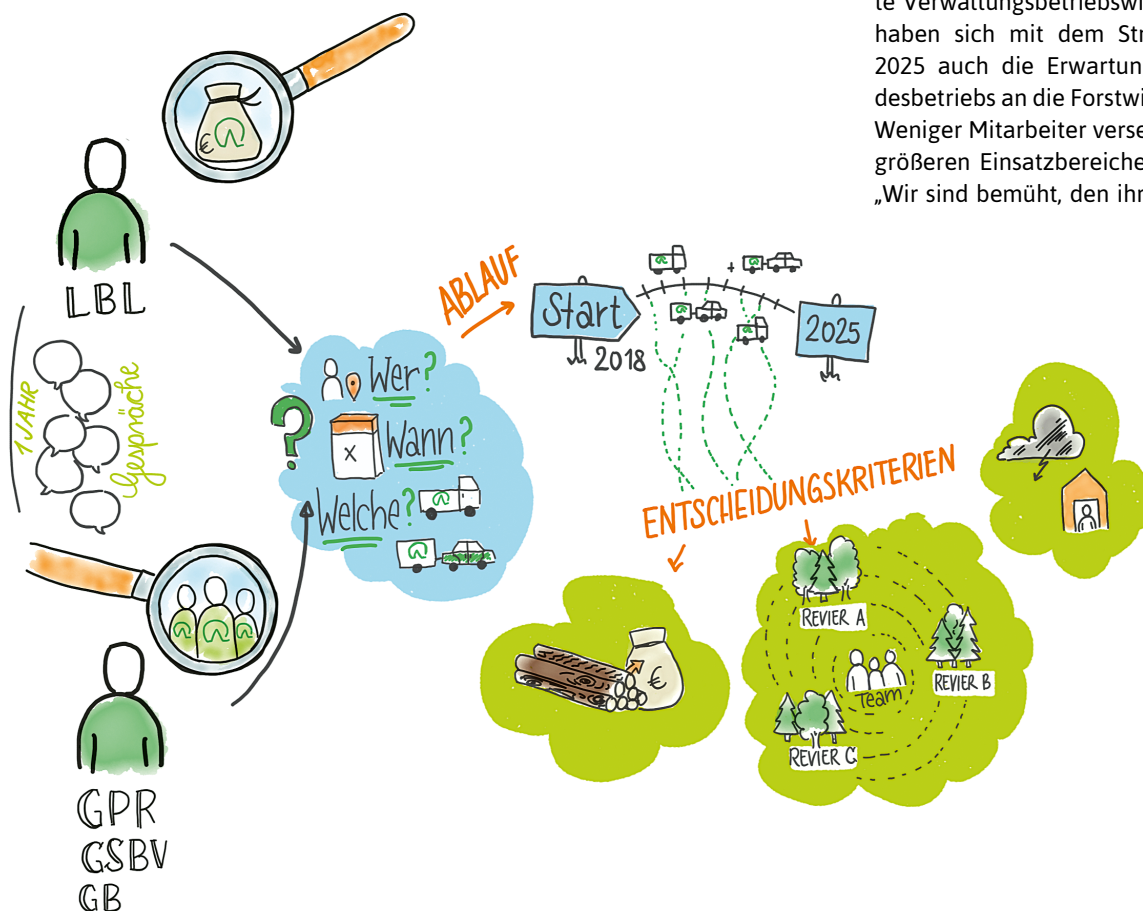 te Verwaltungsbetriebswi
haben sich mit dem Str
2025 auch die Erwartun
desbetriebs an die Forstwi
Weniger Mitarbeiter verse
größeren Einsatzbereiche
„Wir sind bemüht, den ihr
€
LBL
1 JAHR
Gespräche
GPR
GSBV
GB
?
Wer?
X
Wann?
Welche?
ABLAUF
Start
2018
+
2025
ENTSCHEIDUNGSKRITERIEN
€
REVIER A
REVIER B
Team
REVIER C